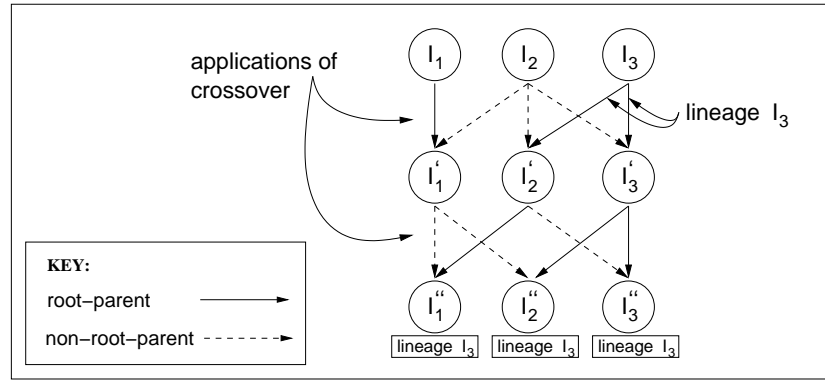 I1 I2 I3
applications of
crossover
lineage I3
I‘1 I‘2 I‘3
KEY:
root–parent
non–root–parent
I“1 I“2 I“3
lineage I3 lineage I3 lineage I3